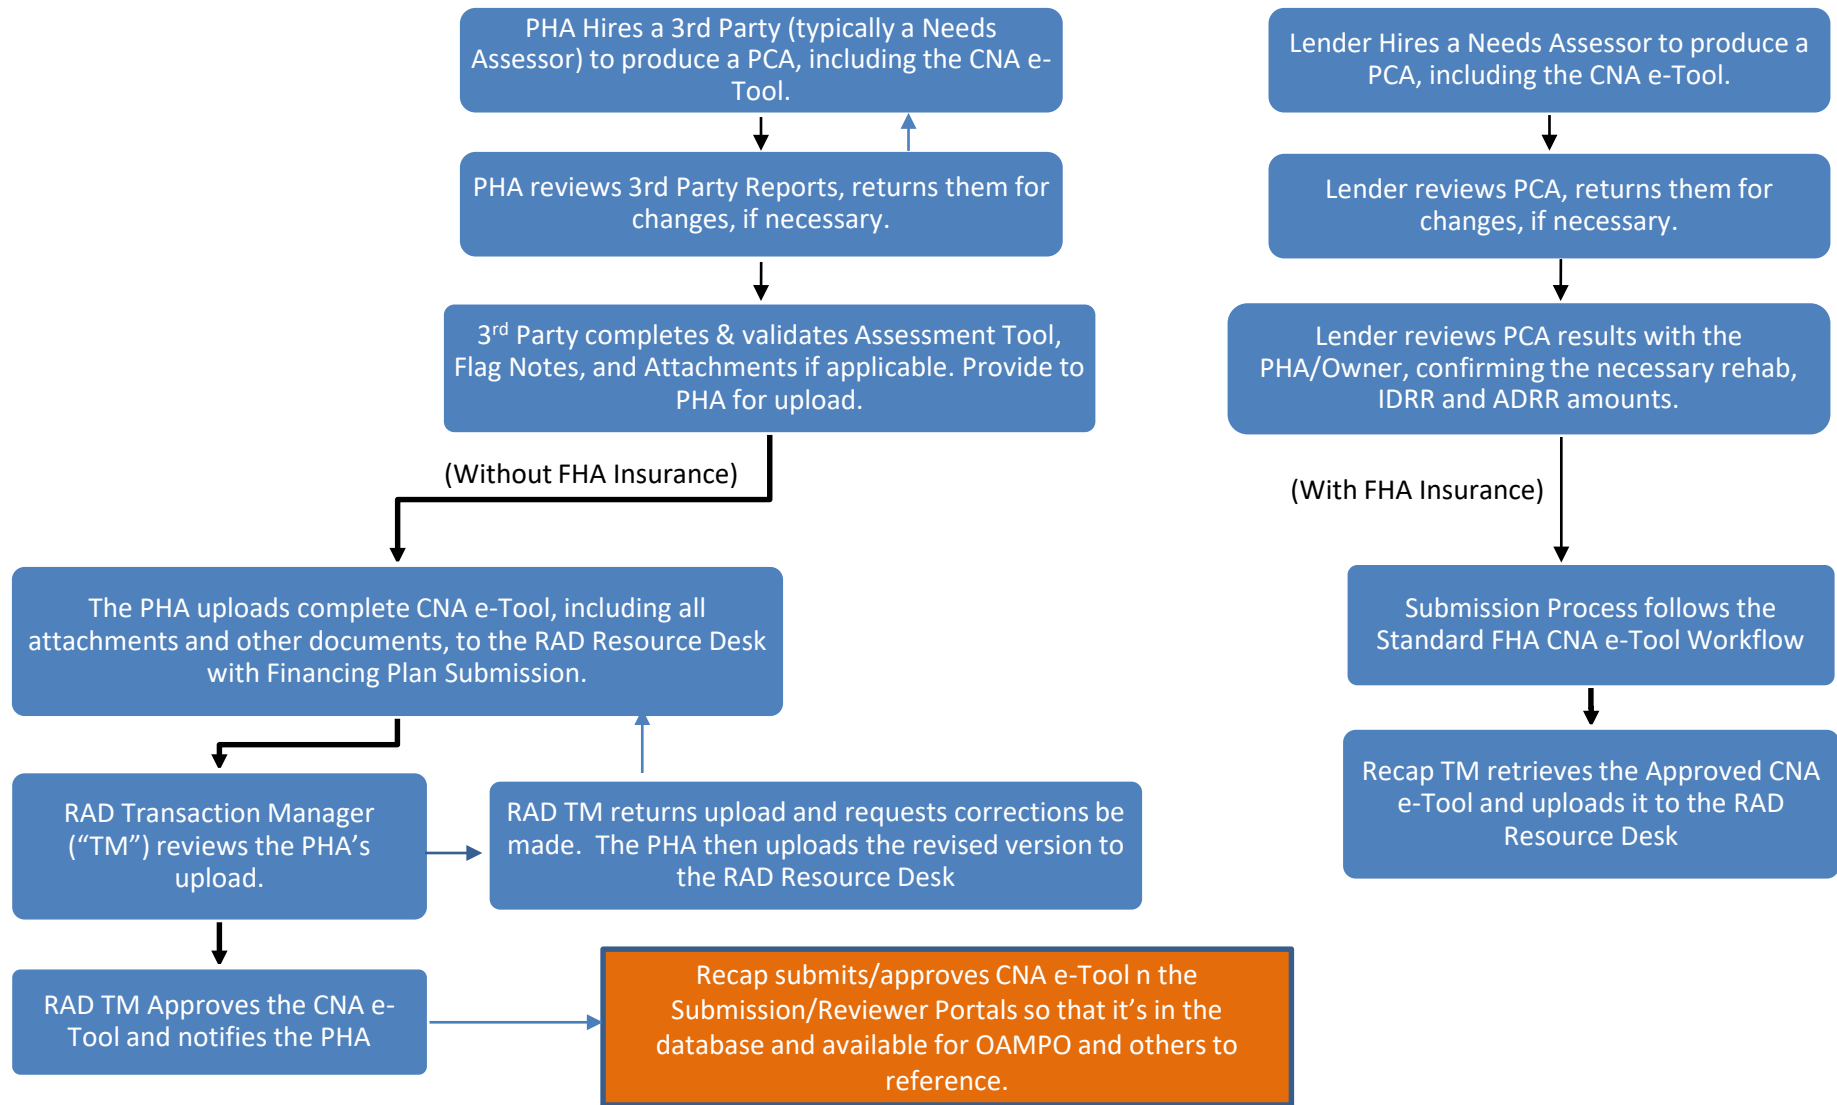 PHA Hires a 3rd Party (typically a Needs
Assessor) to produce a PCA, including the CNA e-
Tool.
PHA reviews 3rd Party Reports, returns them for
changes, if necessary.
3rd Party completes & validates Assessment Tool,
Flag Notes, and Attachments if applicable. Provide to
PHA for upload.
(Without FHA Insurance)
The PHA uploads complete CNA e-Tool, including all
attachments and other documents, to the RAD Resource Desk
with Financing Plan Submission.
RAD Transaction Manager
(“TM”) reviews the PHA’s
upload.
RAD TM returns upload and requests corrections be
made.  The PHA then uploads the revised version to
the RAD Resource Desk
RAD TM Approves the CNA e-
Tool and notifies the PHA
Recap submits/approves CNA e-Tool n the
Submission/Reviewer Portals so that it’s in the
database and available for OAMPO and others to
reference.
Lender Hires a Needs Assessor to produce a
PCA, including the CNA e-Tool.
Lender reviews PCA, returns them for
changes, if necessary.
Lender reviews PCA results with the
PHA/Owner, confirming the necessary rehab,
IDRR and ADRR amounts.
(With FHA Insurance)
Submission Process follows the
Standard FHA CNA e-Tool Workflow
Recap TM retrieves the Approved CNA
e-Tool and uploads it to the RAD
Resource Desk